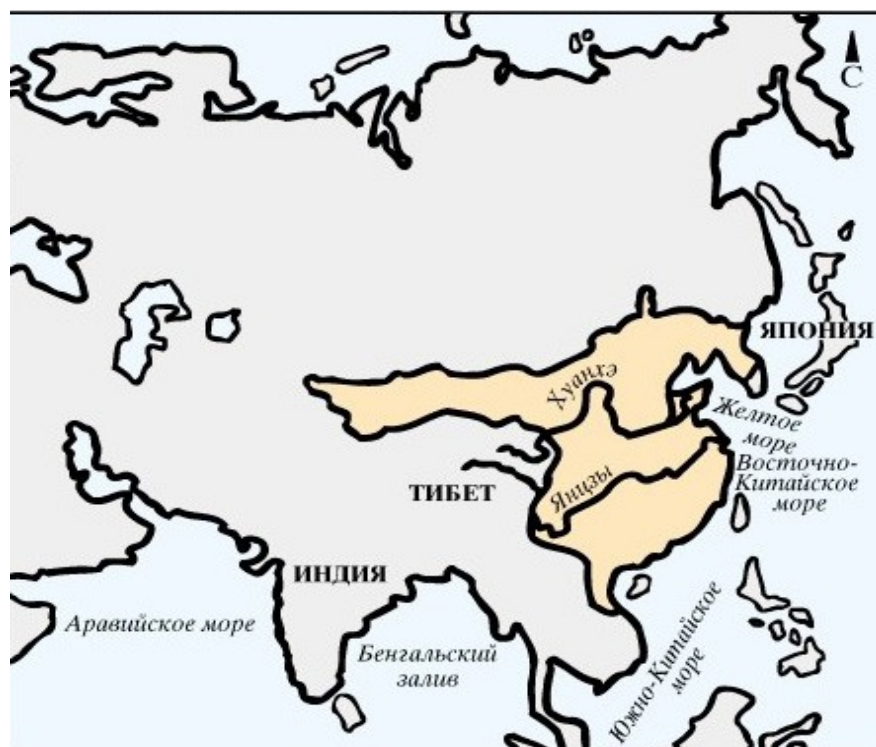 С
ЯПОНИЯ
Хуанхэ
Желтое
море
Восточно-
Китайское
море
Янцзы
ТИБЕТ
ИНДИЯ
Аравийское море
Бенгальский
залив
Южно-Китайское
море